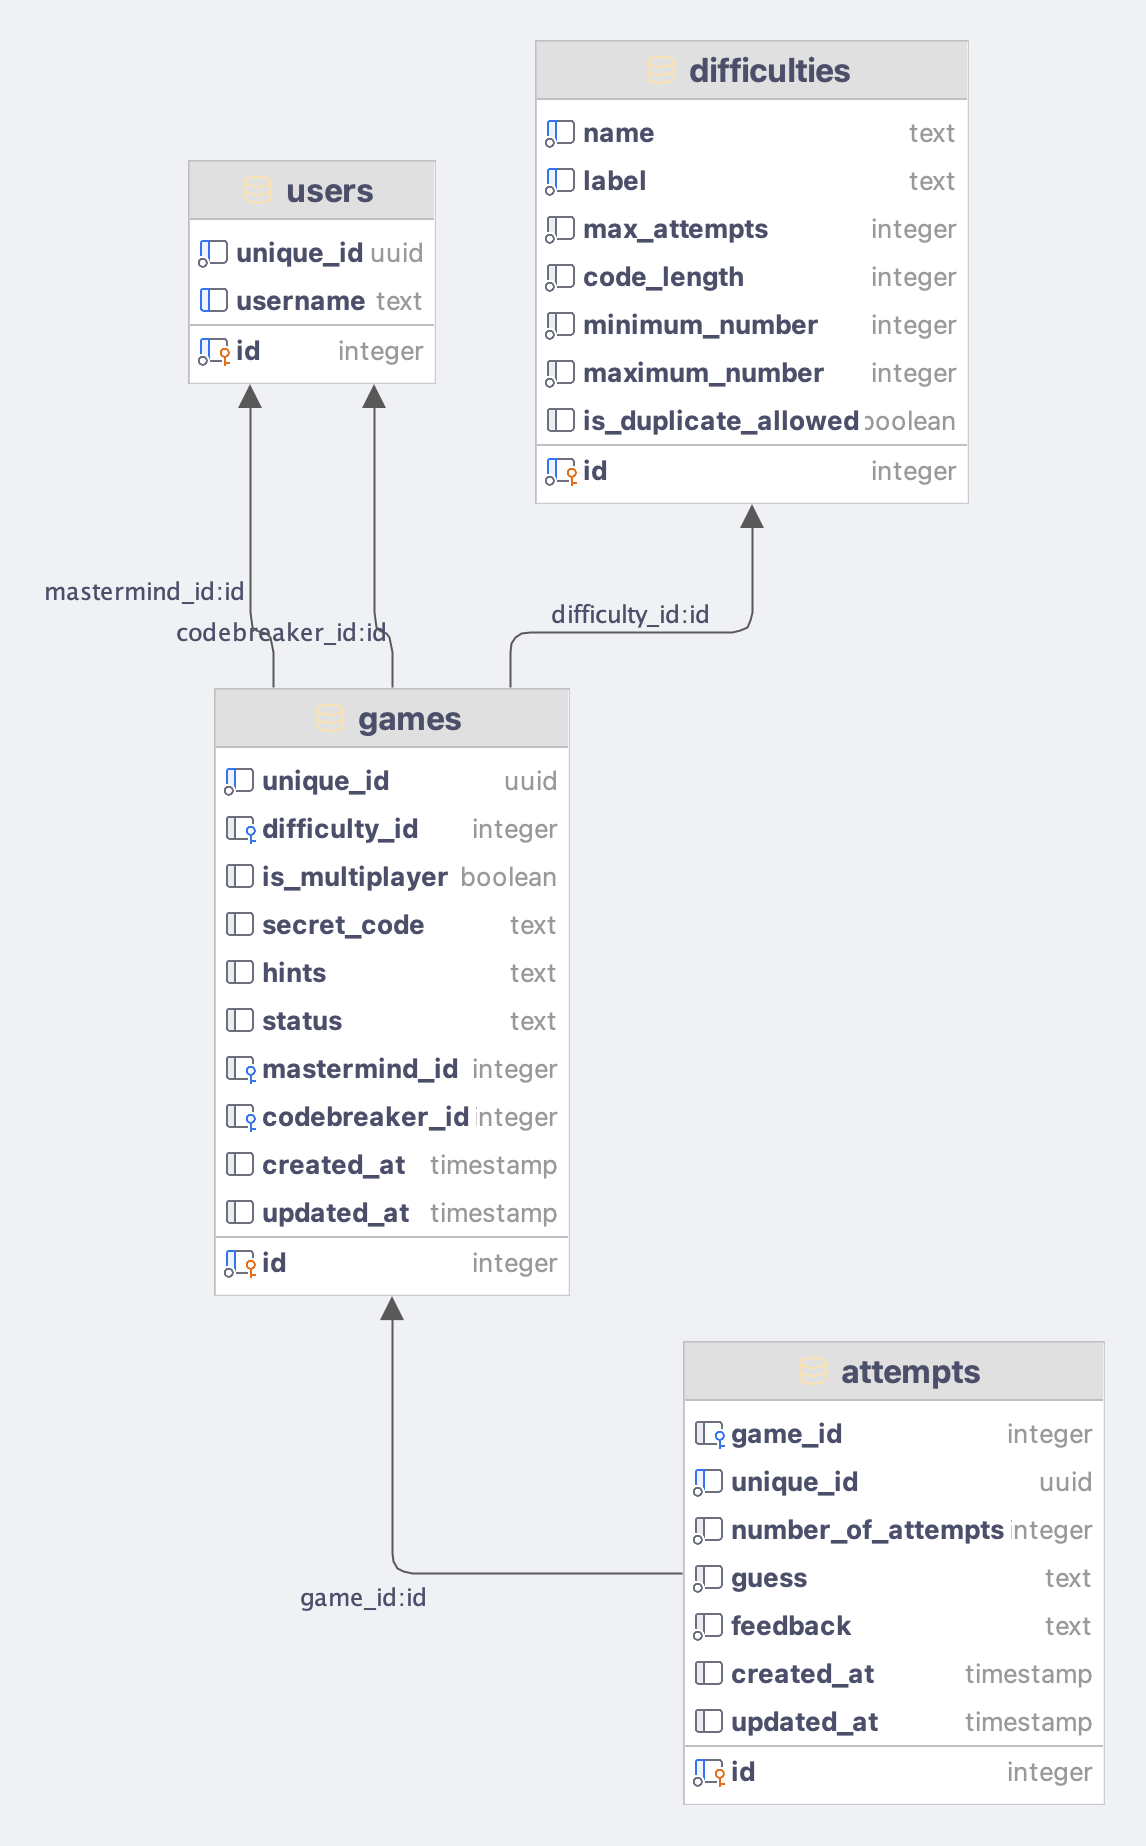 difficulties
name text
label text
max_attempts integer
code_length integer
minimum_number integer
maximum_number integer
is_duplicate_allowed boolean
id integer
users
unique_id uuid
username text
id integer
mastermind_id:id
codebreaker_id:id
difficulty_id:id
games
unique_id uuid
difficulty_id integer
is_multiplayer boolean
secret_code text
hints text
status text
mastermind_id integer
codebreaker_id integer
created_at timestamp
updated_at timestamp
id integer
attempts
game_id integer
unique_id uuid
number_of_attempts integer
guess text
feedback text
created_at timestamp
updated_at timestamp
id integer
game_id:id